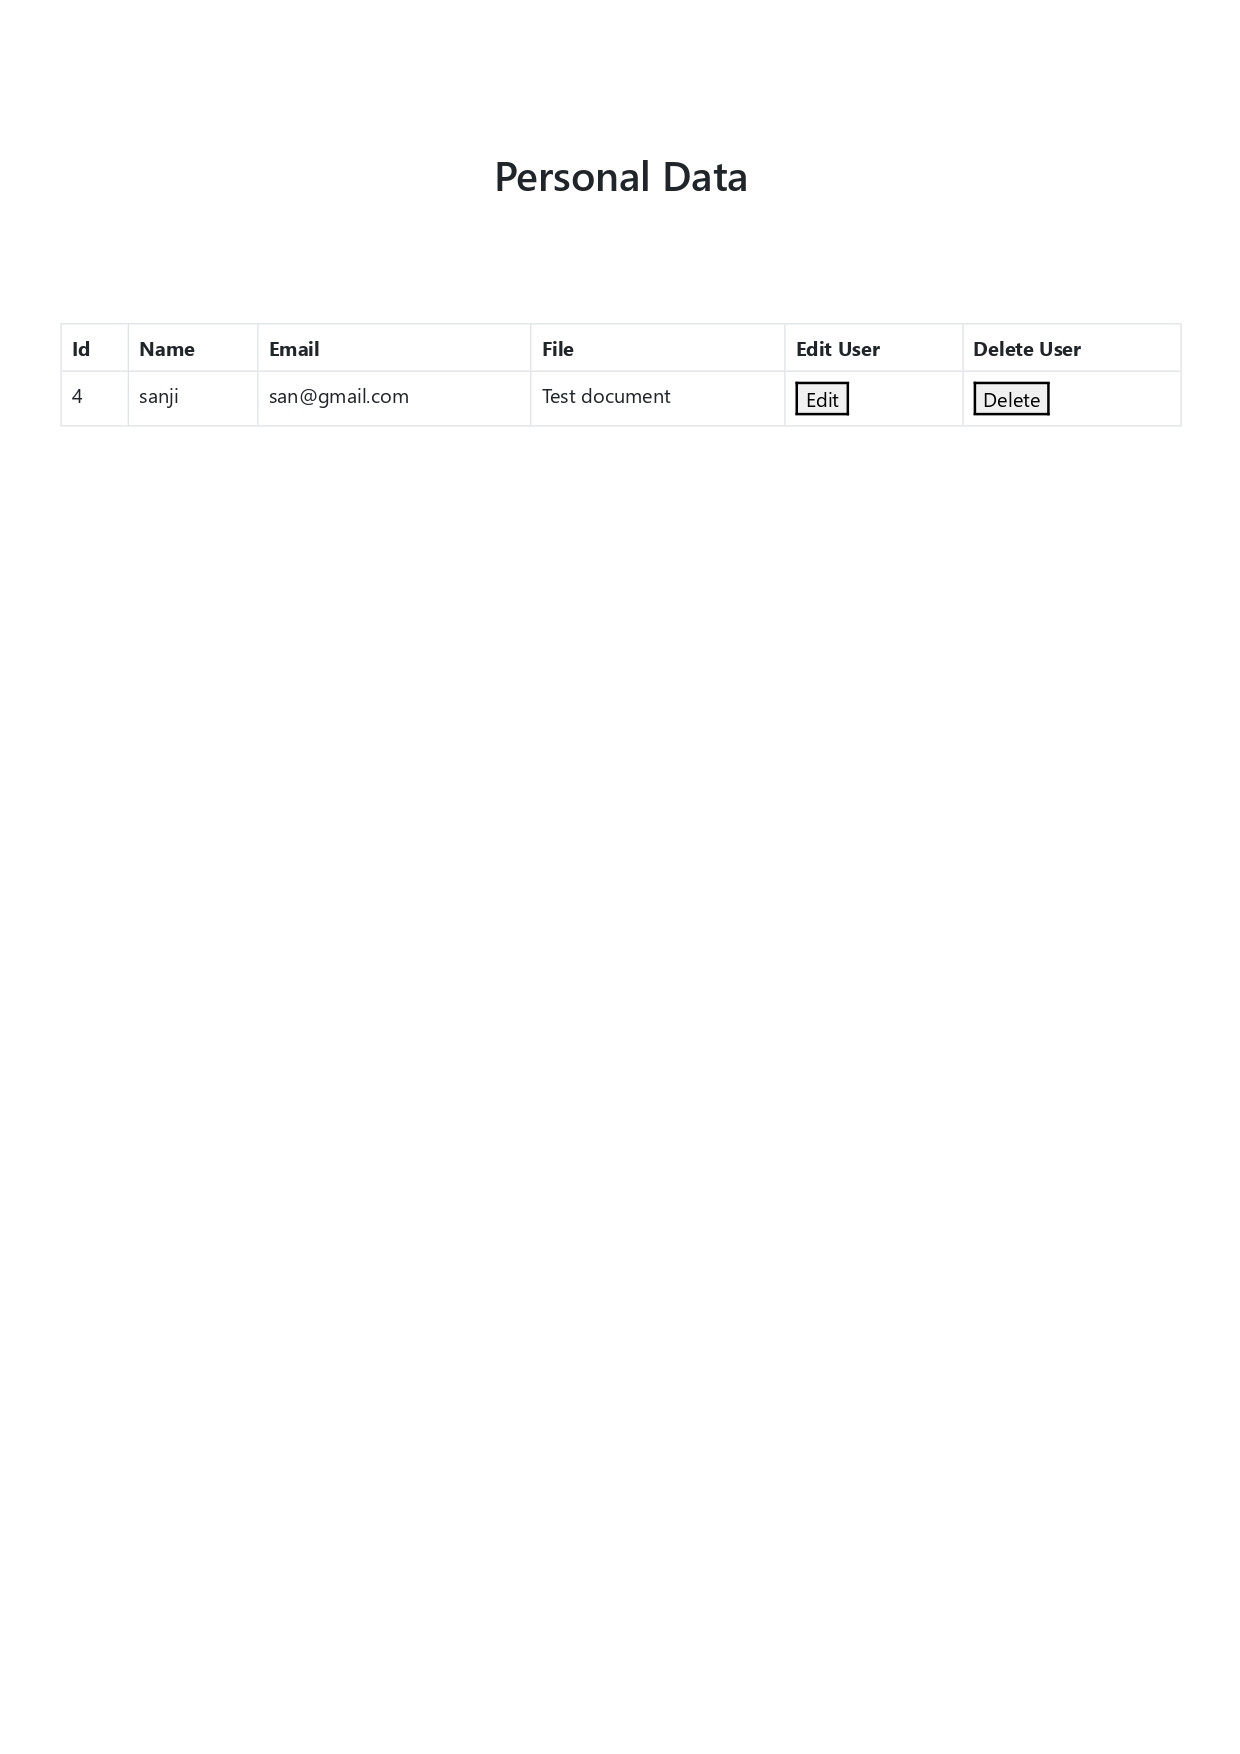 Personal Data
Id Name Email File Edit User Delete User
4 sanji san@gmail.com Test document Edit Delete